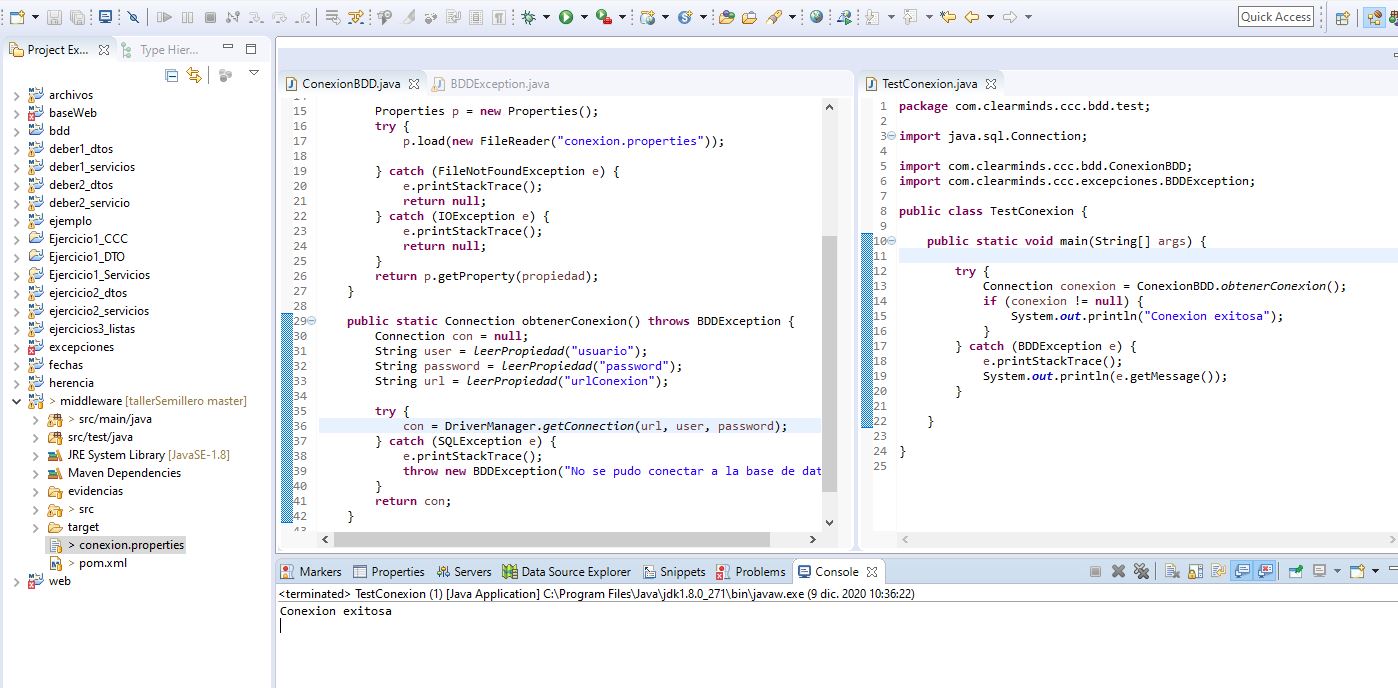 Quick Access
Project Ex...
Type Hier...
archivos
baseWeb
bdd
deber1_dtos
deber1_servicios
deber2_dtos
deber2_servicio
ejemplo
Ejercicio1_CCC
Ejercicio1_DTO
Ejercicio1_Servicios
ejercicio2_dtos
ejercicio2_servicios
ejercicios3_listas
excepciones
fechas
herencia
> middleware [tallerSemillero master]
> src/main/java
src/test/java
JRE System Library [JavaSE-1.8]
Maven Dependencies
evidencias
> src
target
> conexion.properties
> pom.xml
web
ConexionBDD.java
BDDException.java
15 Properties p = new Properties();
16 try {
17 p.load(new FileReader("conexion.properties"));
18
19 } catch (FileNotFoundException e) {
20 e.printStackTrace();
21 return null;
22 } catch (IOException e) {
23 e.printStackTrace();
24 return null;
25 }
26 return p.getProperty(propiedad);
27 }
28
29 public static Connection obtenerConexion() throws BDDException {
30 Connection con = null;
31 String user = leerPropiedad("usuario");
32 String password = leerPropiedad("password");
33 String url = leerPropiedad("urlConexion");
34
35 try {
36 con = DriverManager.getConnection(url, user, password);
37 } catch (SQLException e) {
38 e.printStackTrace();
39 throw new BDDException("No se pudo conectar a la base de dat
40 }
41 return con;
42 }
TestConexion.java
1 package com.clearminds.ccc.bdd.test;
2
3 import java.sql.Connection;
4
5 import com.clearminds.ccc.bdd.ConexionBDD;
6 import com.clearminds.ccc.excepciones.BDDException;
7
8 public class TestConexion {
9
10 public static void main(String[] args) {
11
12 try {
13 Connection conexion = ConexionBDD.obtenerConexion();
14 if (conexion != null) {
15 System.out.println("Conexion exitosa");
16 }
17 } catch (BDDException e) {
18 e.printStackTrace();
19 System.out.println(e.getMessage());
20 }
21
22 }
23
24 }
25
Markers
Properties
Servers
Data Source Explorer
Snippets
Problems
Console
<terminated> TestConexion (1) [Java Application] C:\Program Files\Java\jdk1.8.0_271\bin\javaw.exe (9 dic. 2020 10:36:22)
Conexion exitosa